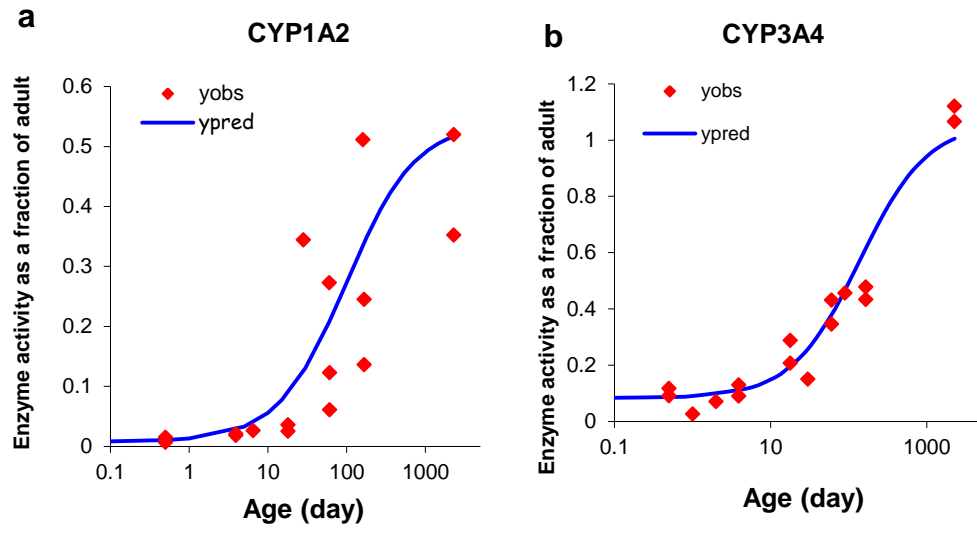 a
CYP1A2
Enzyme activity as a fraction of adult
0.6
0.5
0.4
0.3
0.2
0.1
0
yobs
ypred
0.1 1 10 100 1000
Age (day)
b
CYP3A4
Enzyme activity as a fraction of adult
1.2
1
0.8
0.6
0.4
0.2
0
yobs
ypred
0.1 10 1000
Age (day)